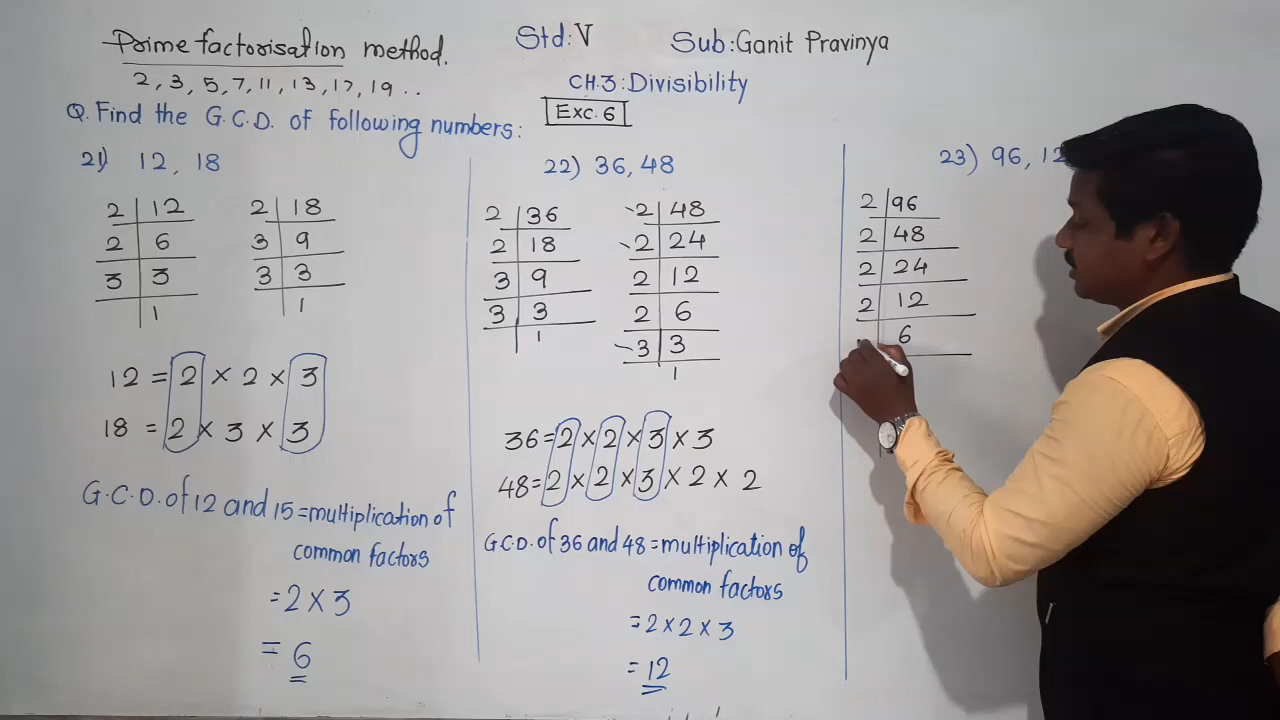 Prime factorisation method.
2, 3, 5, 7, 11, 13, 17, 19 . .
Std: V
Sub: Ganit Pravinya
CH.3: Divisibility
Exc. 6
Q. Find the G.C.D. of following numbers:
21) 12, 18
2 | 12
2 | 6
3 | 3
1
2 | 18
3 | 9
3 | 3
1
12 = 2 × 2 × 3
18 = 2 × 3 × 3
G.C.D. of 12 and 15 = multiplication of
common factors
= 2 × 3
= 6
22) 36, 48
2 | 36
2 | 18
3 | 9
3 | 3
1
2 | 48
2 | 24
2 | 12
2 | 6
3 | 3
1
36 = 2 × 2 × 3 × 3
48 = 2 × 2 × 3 × 2 × 2
G.C.D. of 36 and 48 = multiplication of
common factors
= 2 × 2 × 3
= 12
23) 96, 12
2 | 96
2 | 48
2 | 24
2 | 12
6